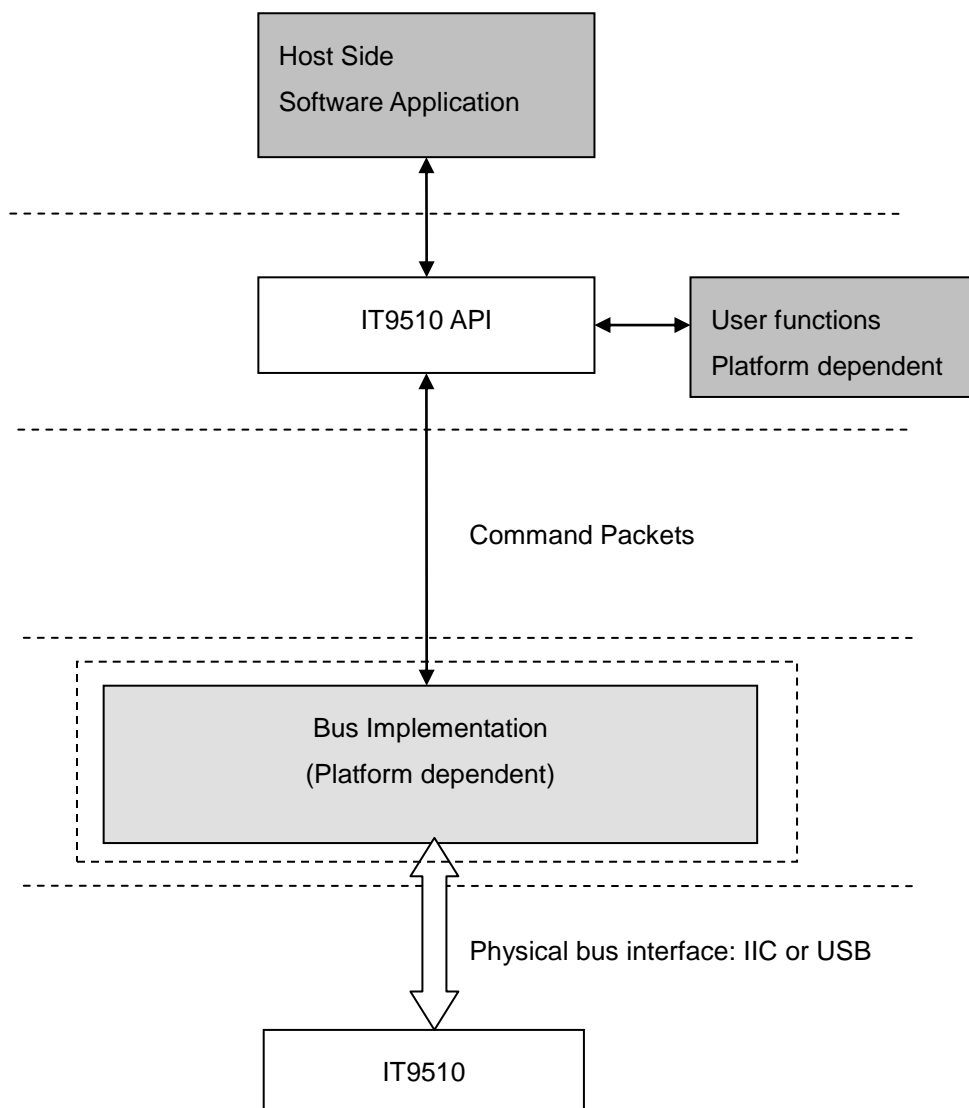 Host Side
Software Application
IT9510 API
User functions
Platform dependent
Command Packets
Bus Implementation
(Platform dependent)
Physical bus interface: IIC or USB
IT9510